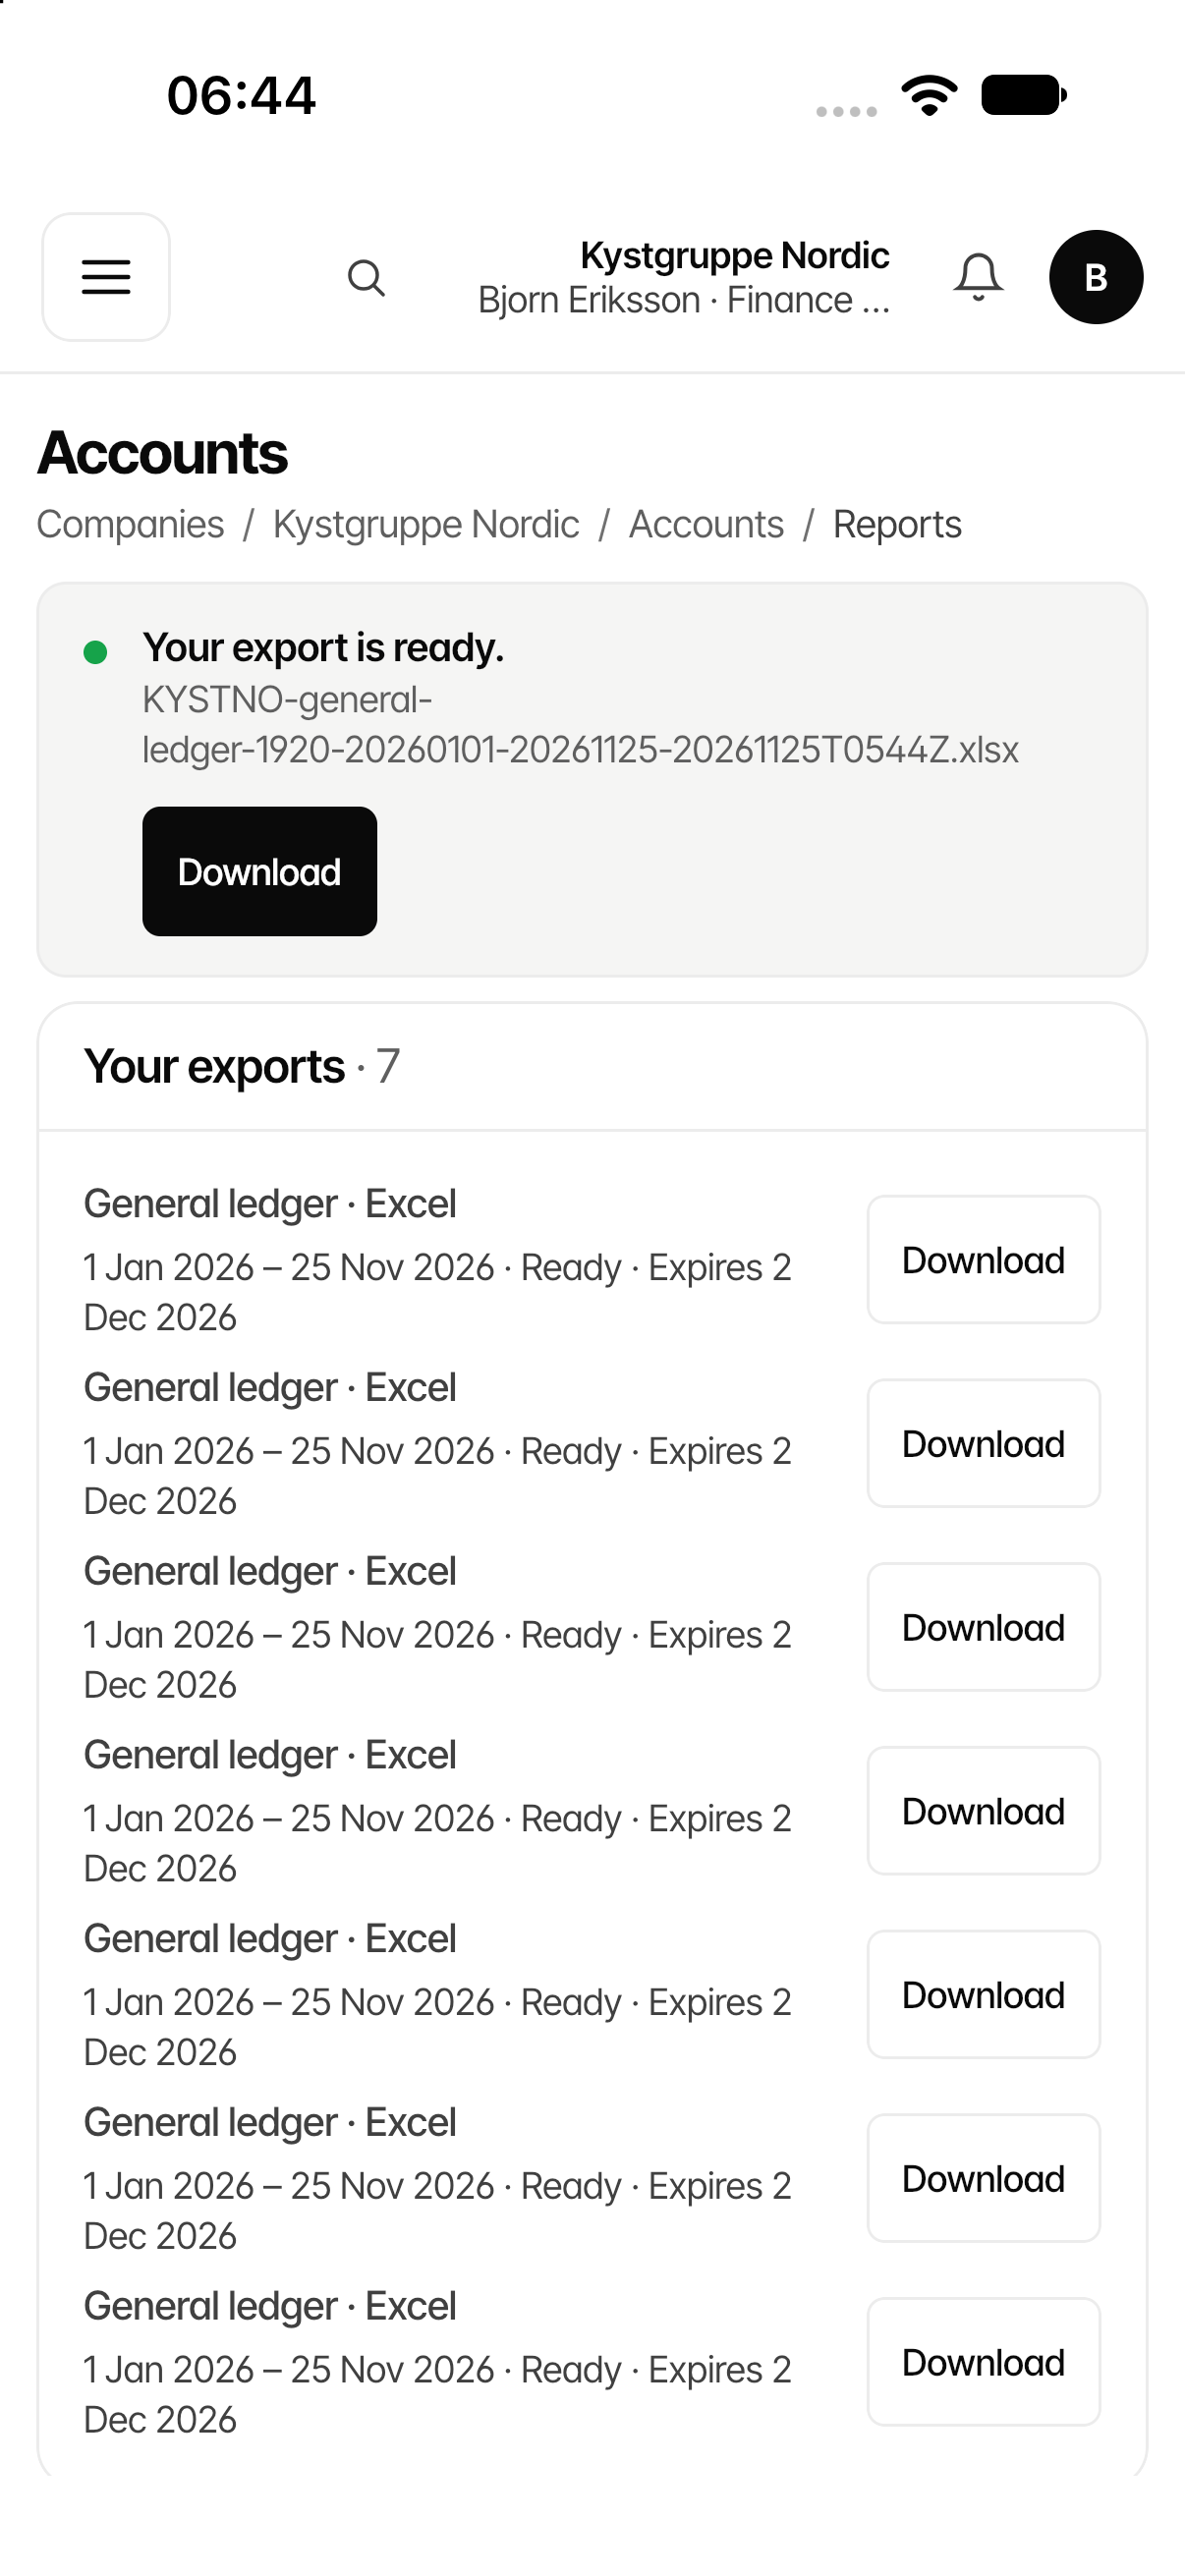 06:44
Kystgruppe Nordic
Bjorn Eriksson · Finance ...
B
Accounts
Companies / Kystgruppe Nordic / Accounts / Reports
Your export is ready.
KYSTNO-general-
ledger-1920-20260101-20261125-20261125T0544Z.xlsx
Download
Your exports · 7
General ledger · Excel
1 Jan 2026 – 25 Nov 2026 · Ready · Expires 2
Dec 2026
Download
General ledger · Excel
1 Jan 2026 – 25 Nov 2026 · Ready · Expires 2
Dec 2026
Download
General ledger · Excel
1 Jan 2026 – 25 Nov 2026 · Ready · Expires 2
Dec 2026
Download
General ledger · Excel
1 Jan 2026 – 25 Nov 2026 · Ready · Expires 2
Dec 2026
Download
General ledger · Excel
1 Jan 2026 – 25 Nov 2026 · Ready · Expires 2
Dec 2026
Download
General ledger · Excel
1 Jan 2026 – 25 Nov 2026 · Ready · Expires 2
Dec 2026
Download
General ledger · Excel
1 Jan 2026 – 25 Nov 2026 · Ready · Expires 2
Dec 2026
Download